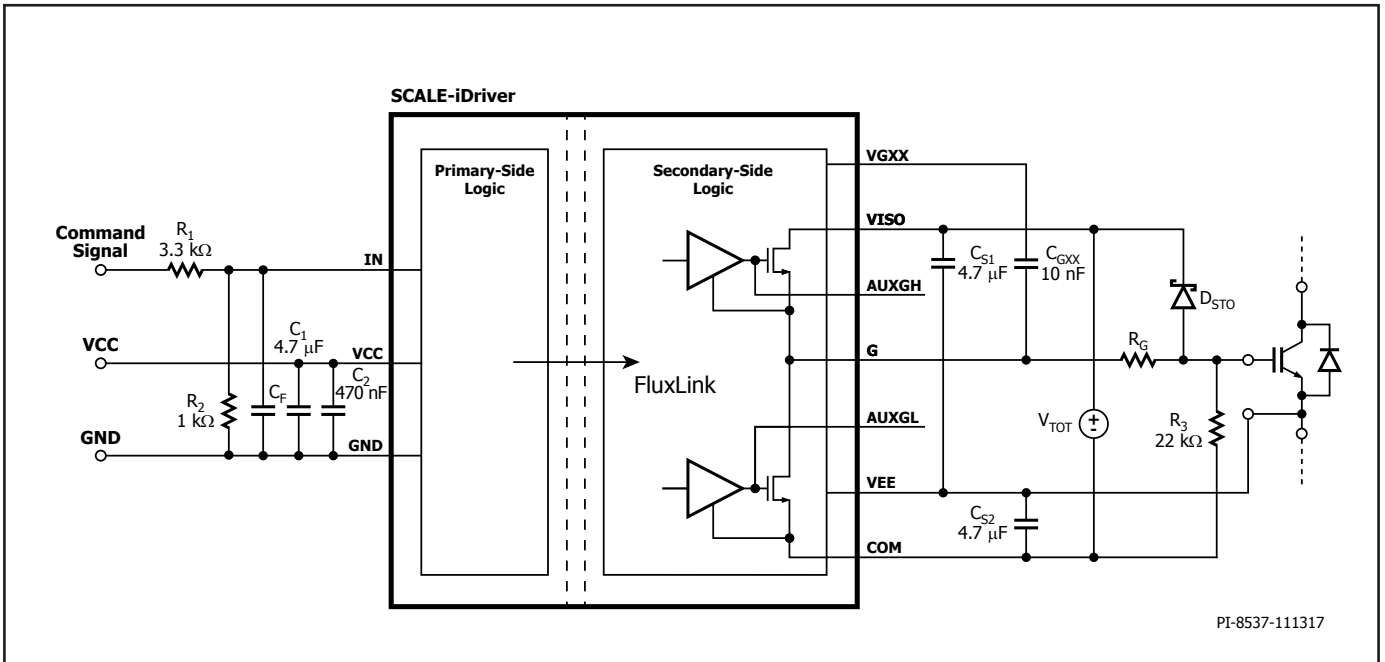 SCALE-iDriver
Primary-Side
Logic
Secondary-Side
Logic
FluxLink
Command
Signal
R1
3.3 kΩ
IN
VCC
C1
4.7 μF
VCC
C2
470 nF
CF
R2
1 kΩ
GND
GND
VGXX
VISO
CS1
4.7 μF
CGXX
10 nF
AUXGH
DSTO
G
RG
AUXGL
VTOT
+
-
R3
22 kΩ
VEE
CS2
4.7 μF
COM
PI-8537-111317